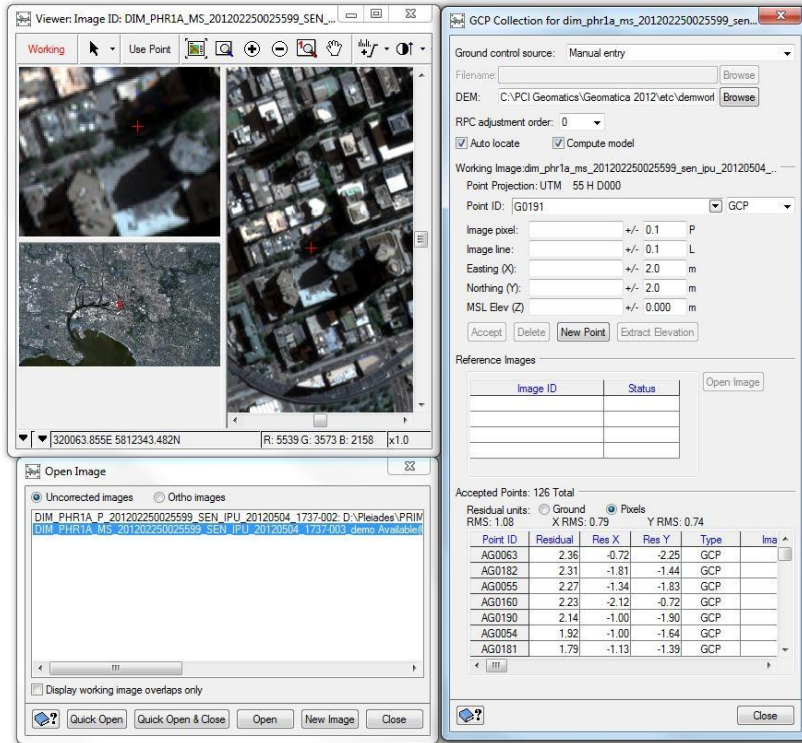 Viewer: Image ID: DIM_PHR1A_MS_201202250025599_SEN_...
Working
Use Point
320063.855E 5812343.482N
R: 5539 G: 3573 B: 2158
x1.0
Open Image
Uncorrected images
Ortho images
DIM_PHR1A_P_201202250025599_SEN_IPU_20120504_1737-002: D:\Pleiades\PRIM
DIM_PHR1A_MS_201202250025599_SEN_IPU_20120504_1737-003_demo Available(
Display working image overlaps only
Quick Open
Quick Open & Close
Open
New Image
Close
GCP Collection for dim_phr1a_ms_201202250025599_sen...
Ground control source: Manual entry
Filename: Browse
DEM: C:\PCI Geomatics\Geomatica 2012\etc\demworl Browse
RPC adjustment order: 0
Auto locate Compute model
Working Image:dim_phr1a_ms_201202250025599_sen_ipu_20120504_..
Point Projection: UTM 55 H D000
Point ID: G0191 GCP
Image pixel: +/- 0.1 P
Image line: +/- 0.1 L
Easting (X): +/- 2.0 m
Northing (Y): +/- 2.0 m
MSL Elev (Z) +/- 0.000 m
Accept Delete New Point Extract Elevation
Reference Images
Image ID Status Open Image
Accepted Points: 126 Total
Residual units: Ground Pixels
RMS: 1.08 X RMS: 0.79 Y RMS: 0.74
Point ID Residual Res X Res Y Type Ima
AG0063 2.36 -0.72 -2.25 GCP
AG0182 2.31 -1.81 -1.44 GCP
AG0055 2.27 -1.34 -1.83 GCP
AG0160 2.23 -2.12 -0.72 GCP
AG0190 2.14 -1.00 -1.90 GCP
AG0054 1.92 -1.00 -1.64 GCP
AG0181 1.79 -1.13 -1.39 GCP
Close